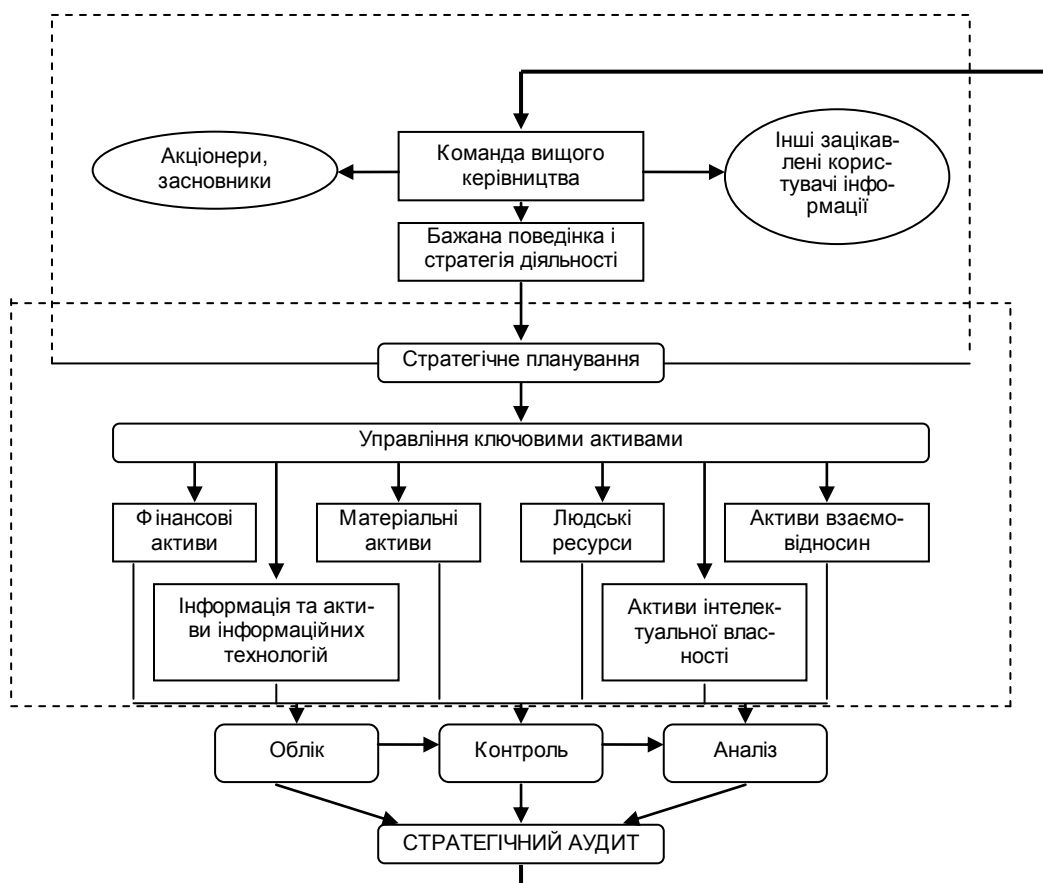 Акціонери,
засновники
Команда вищого
керівництва
Інші зацікав-
лені корис-
тувачі інфо-
рмації
Бажана поведінка і
стратегія діяльності
Стратегічне планування
Управління ключовими активами
Фінансові
активи
Матеріальні
активи
Людські
ресурси
Активи взаємо-
відносин
Інформація та акти-
ви інформаційних
технологій
Активи інтелек-
туальної влас-
ності
Облік
Контроль
Аналіз
СТРАТЕГІЧНИЙ АУДИТ